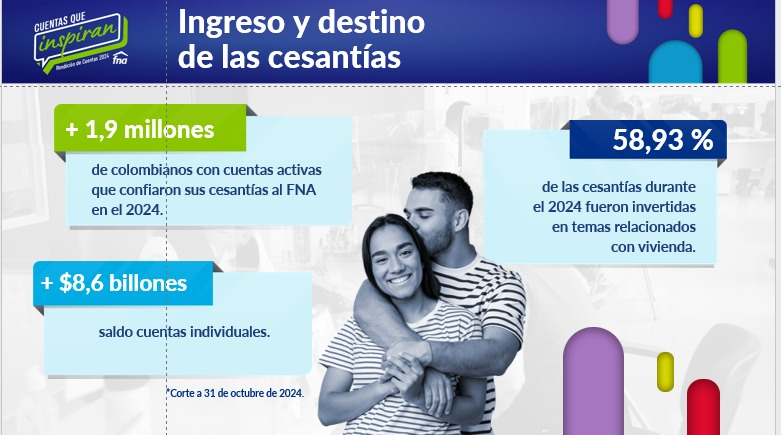 CUENTAS QUE
inspiran
Rendición de Cuentas 2024
fna
Ingreso y destino
de las cesantías
+ 1,9 millones
de colombianos con cuentas activas
que confiaron sus cesantías al FNA
en el 2024.
58,93 %
de las cesantías durante
el 2024 fueron invertidas
en temas relacionados
con vivienda.
+ $8,6 billones
saldo cuentas individuales.
*Corte a 31 de octubre de 2024.